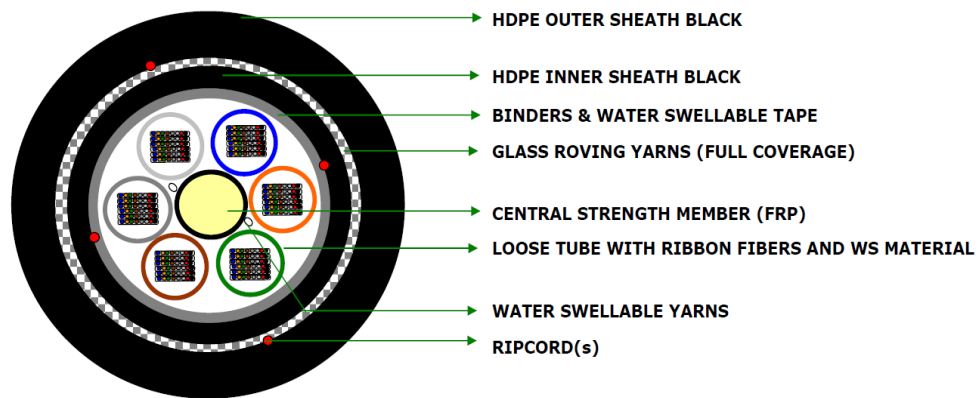 HDPE OUTER SHEATH BLACK
HDPE INNER SHEATH BLACK
BINDERS & WATER SWELLABLE TAPE
GLASS ROVING YARNS (FULL COVERAGE)
CENTRAL STRENGTH MEMBER (FRP)
LOOSE TUBE WITH RIBBON FIBERS AND WS MATERIAL
WATER SWELLABLE YARNS
RIPCORD(s)